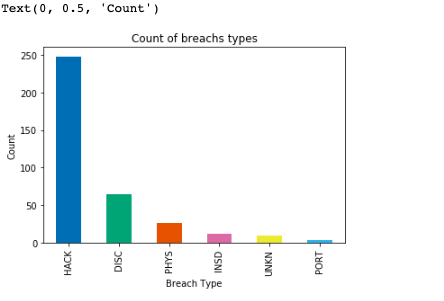 Text(0, 0.5, 'Count')
Count of breachs types
250
200
150
100
50
0
Count
HACK
DISC
PHYS
INSD
UNKN
PORT
Breach Type